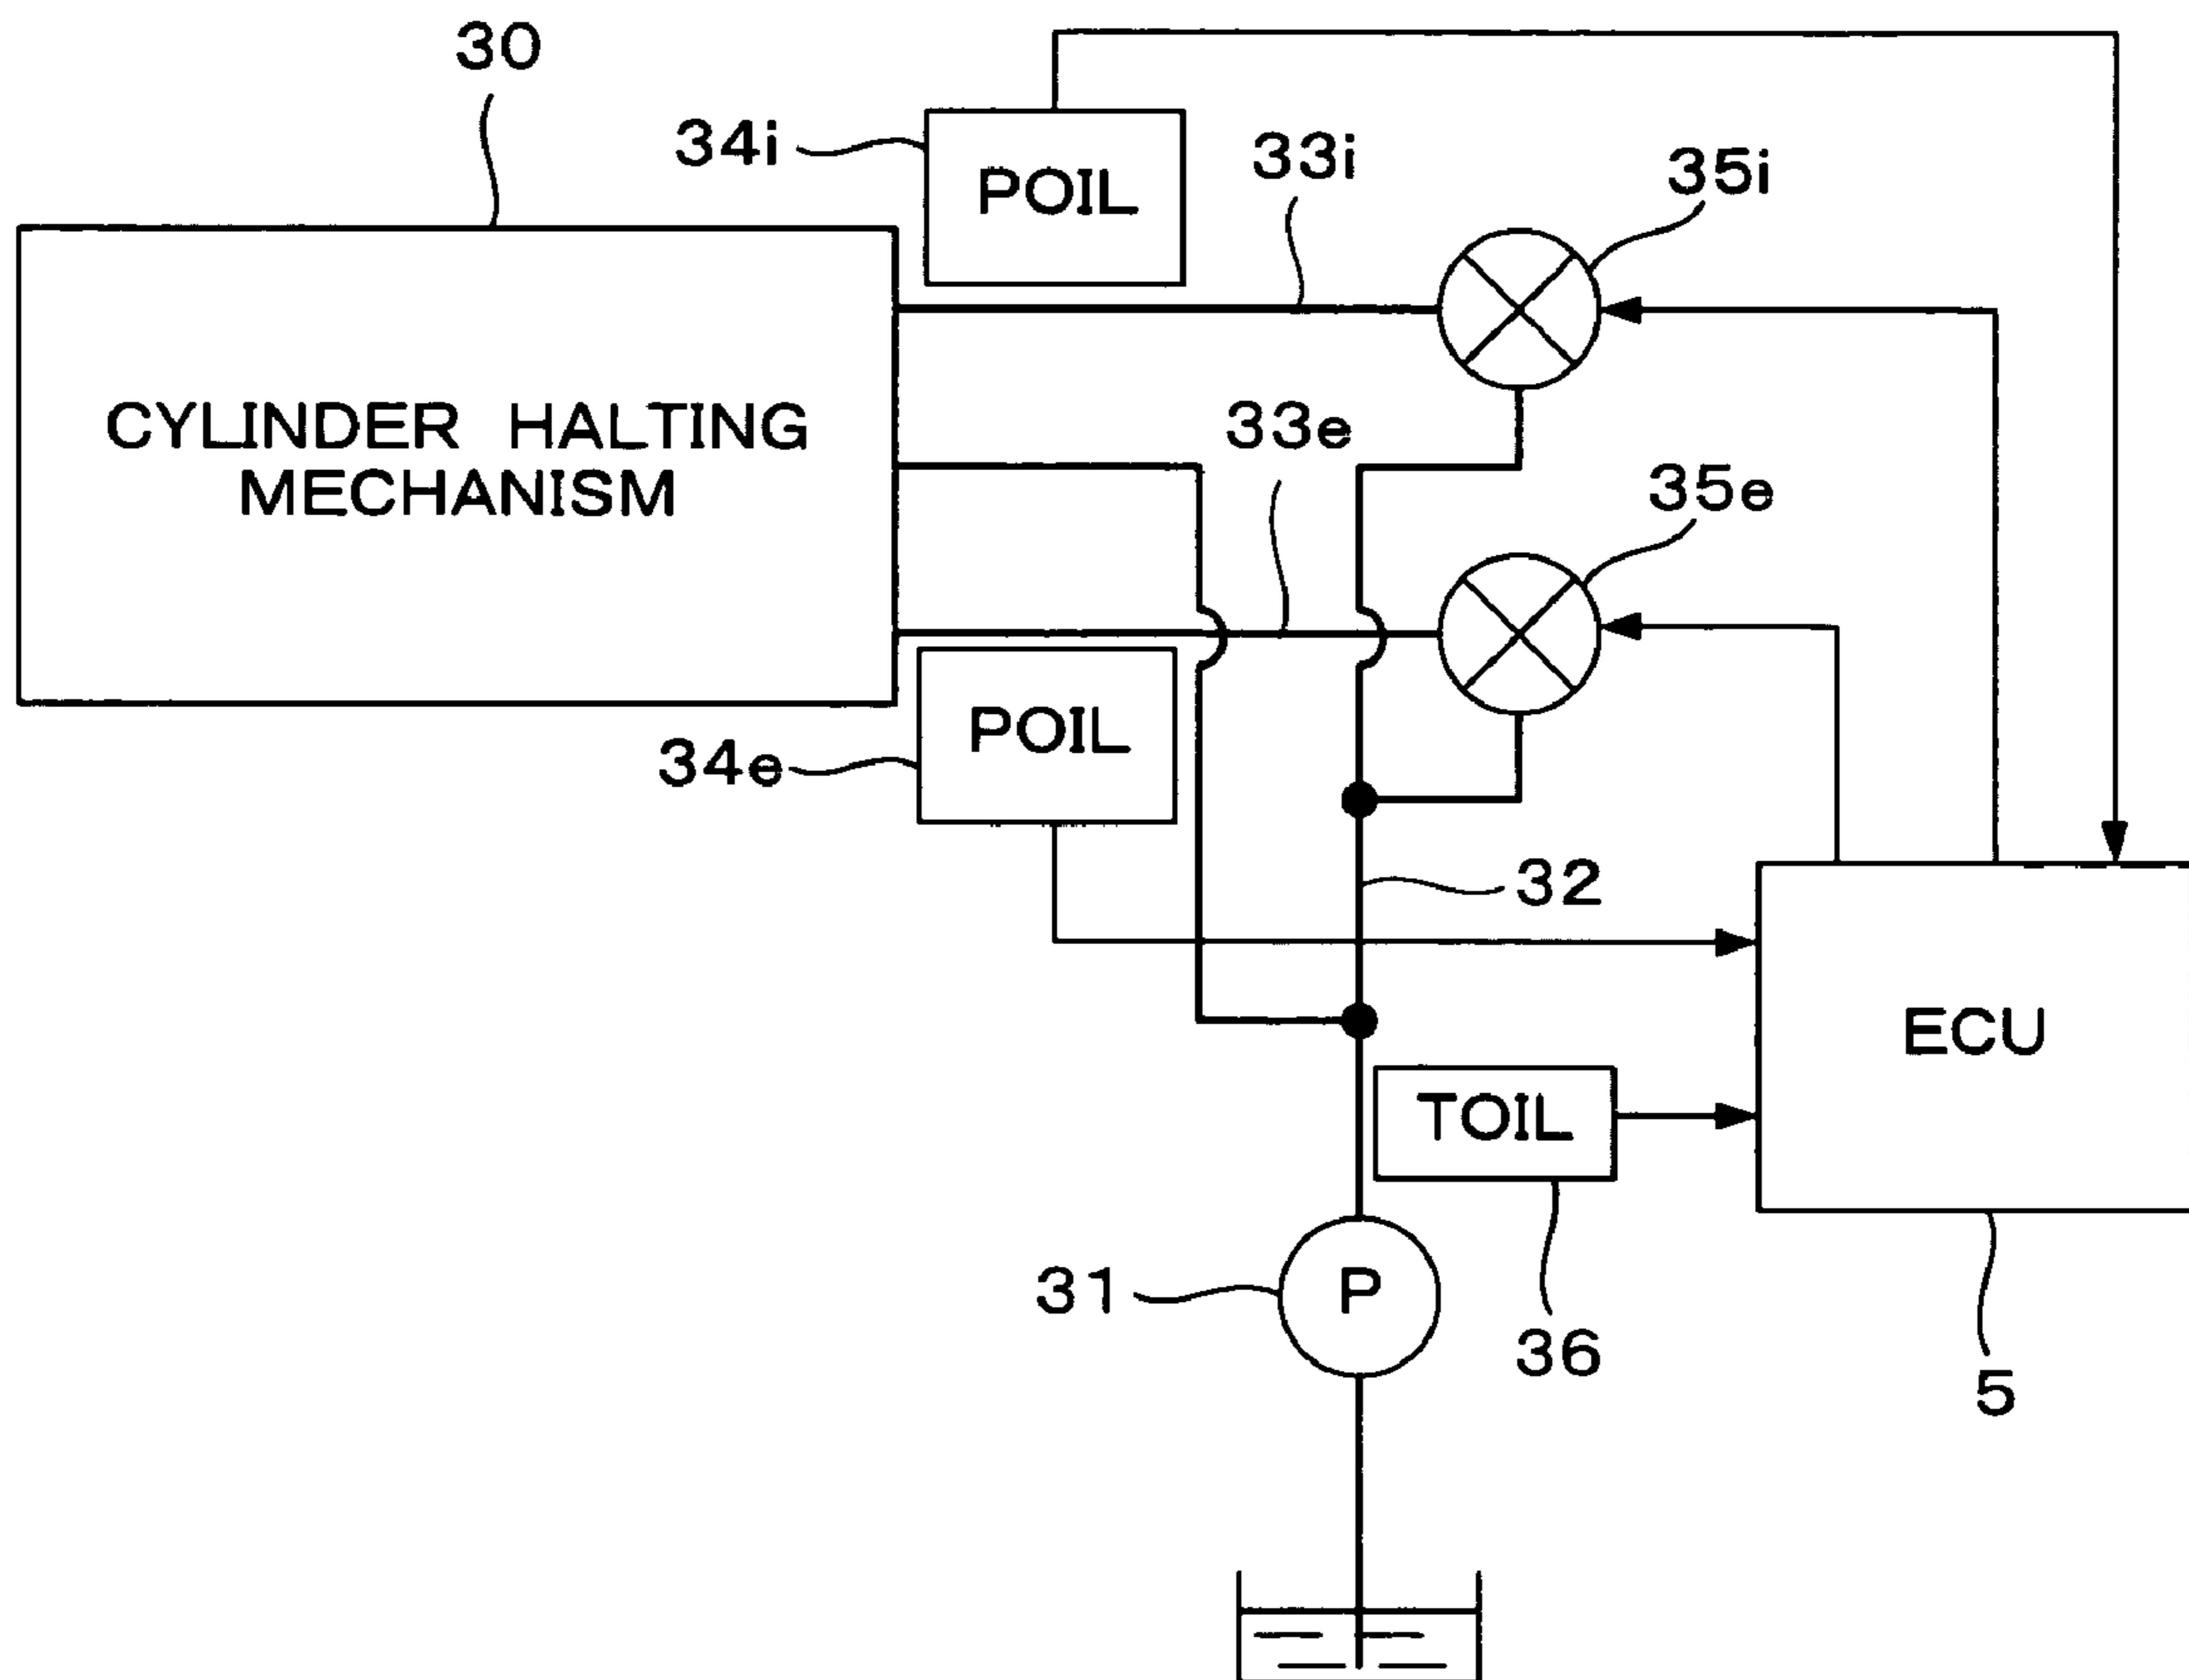 30
34i
POIL
33i
35i
CYLINDER HALTING
MECHANISM
33e
35e
POIL
34e
32
ECU
TOIL
31
P
36
5